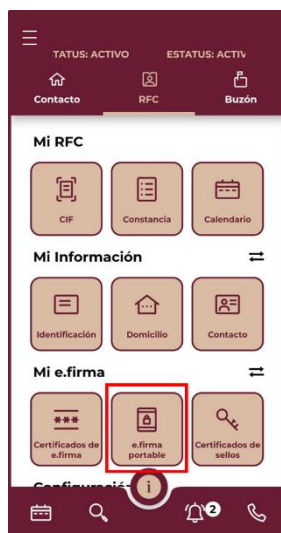 TATUS: ACTIVO ESTATUS: ACTIV
Contacto RFC Buzón
Mi RFC
CIF Constancia Calendario
Mi Información
Identificación Domicilio Contacto
Mi e.firma
***
Certificados de e.firma Certificados de
e.firma portable sellos
Configuración
i
2